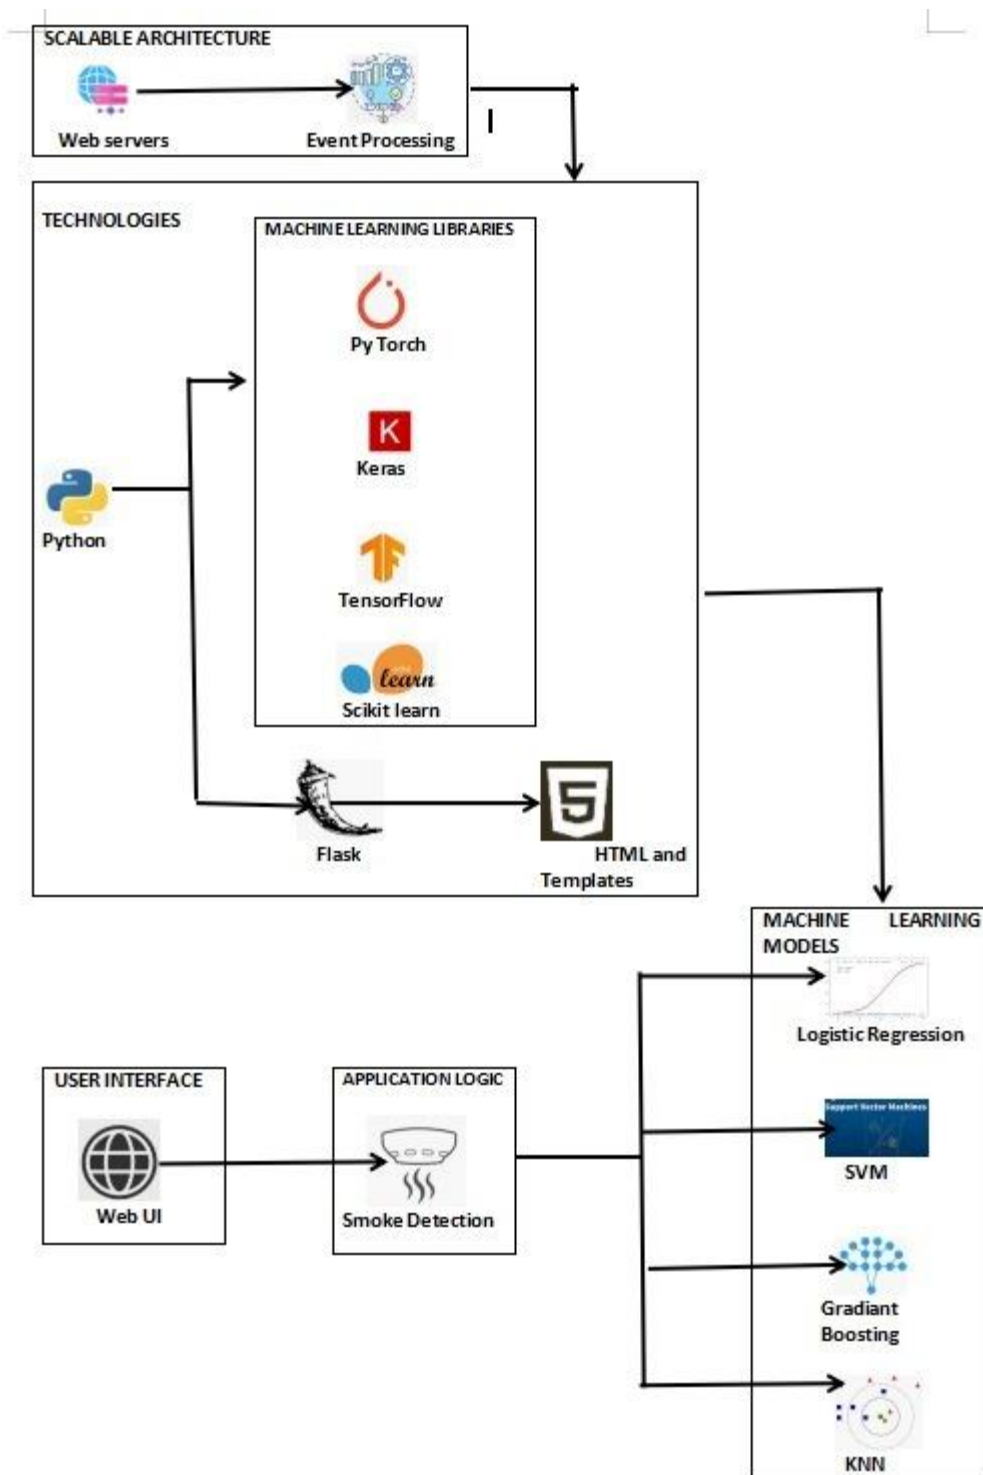 SCALABLE ARCHITECTURE
Web servers
Event Processing
TECHNOLOGIES
MACHINE LEARNING LIBRARIES
Py Torch
K
Keras
Python
TensorFlow
learn
Scikit learn
5
Flask
HTML and
Templates
MACHINE LEARNING
MODELS
Logistic Regression
USER INTERFACE
APPLICATION LOGIC
Support Vector Machines
SVM
Web UI
Smoke Detection
Gradiant
Boosting
KNN